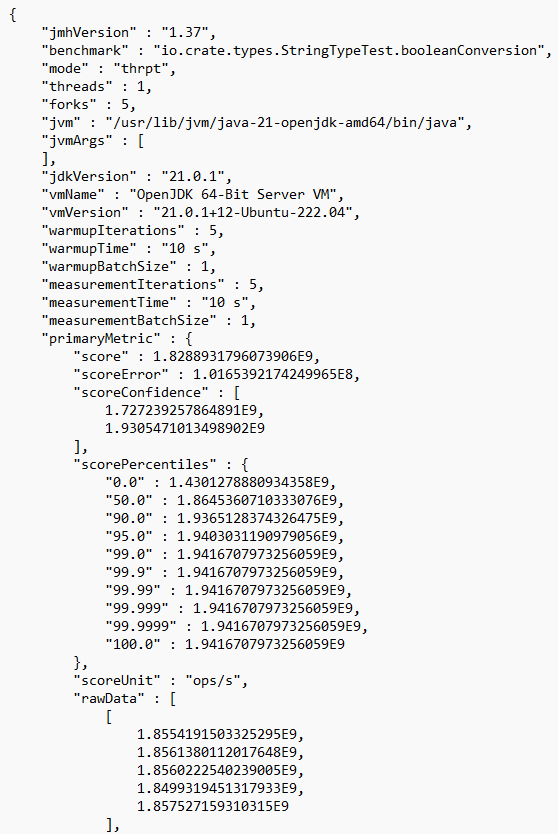 {
"jmhVersion" : "1.37",
"benchmark" : "io.crate.types.StringTypeTest.booleanConversion",
"mode" : "thrpt",
"threads" : 1,
"forks" : 5,
"jvm" : "/usr/lib/jvm/java-21-openjdk-amd64/bin/java",
"jvmArgs" : [
],
"jdkVersion" : "21.0.1",
"vmName" : "OpenJDK 64-Bit Server VM",
"vmVersion" : "21.0.1+12-Ubuntu-222.04",
"warmupIterations" : 5,
"warmupTime" : "10 s",
"warmupBatchSize" : 1,
"measurementIterations" : 5,
"measurementTime" : "10 s",
"measurementBatchSize" : 1,
"primaryMetric" : {
"score" : 1.8288931796073906E9,
"scoreError" : 1.0165392174249965E8,
"scoreConfidence" : [
1.727239257864891E9,
1.9305471013498902E9
],
"scorePercentiles" : {
"0.0" : 1.4301278880934358E9,
"50.0" : 1.8645360710333076E9,
"90.0" : 1.9365128374326475E9,
"95.0" : 1.9403031190979056E9,
"99.0" : 1.9416707973256059E9,
"99.9" : 1.9416707973256059E9,
"99.99" : 1.9416707973256059E9,
"99.999" : 1.9416707973256059E9,
"99.9999" : 1.9416707973256059E9,
"100.0" : 1.9416707973256059E9
},
"scoreUnit" : "ops/s",
"rawData" : [
[
1.8554191503325295E9,
1.8561380112017648E9,
1.8560222540239005E9,
1.8499319451317933E9,
1.857527159310315E9
],